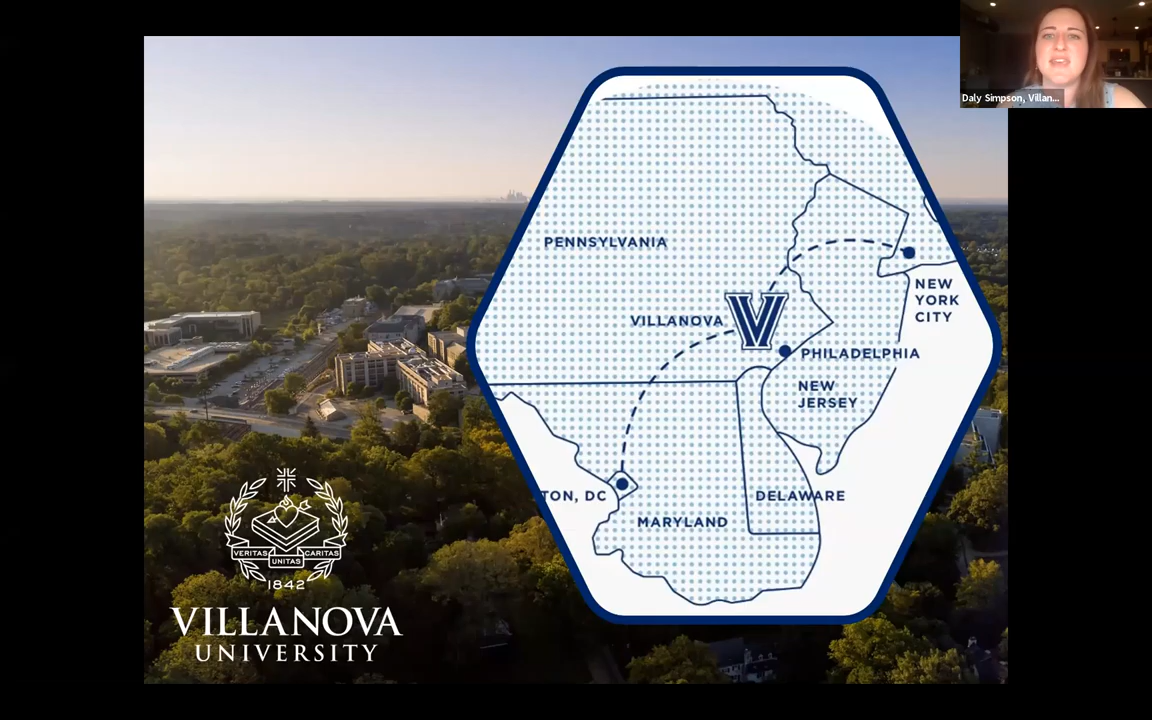 Daly Simpson, Villan...
PENNSYLVANIA
NEW
YORK
CITY
VILLANOVA
V
PHILADELPHIA
NEW
JERSEY
TON, DC
DELAWARE
MARYLAND
VERITAS
UNITAS
CARITAS
1842
VILLANOVA
UNIVERSITY